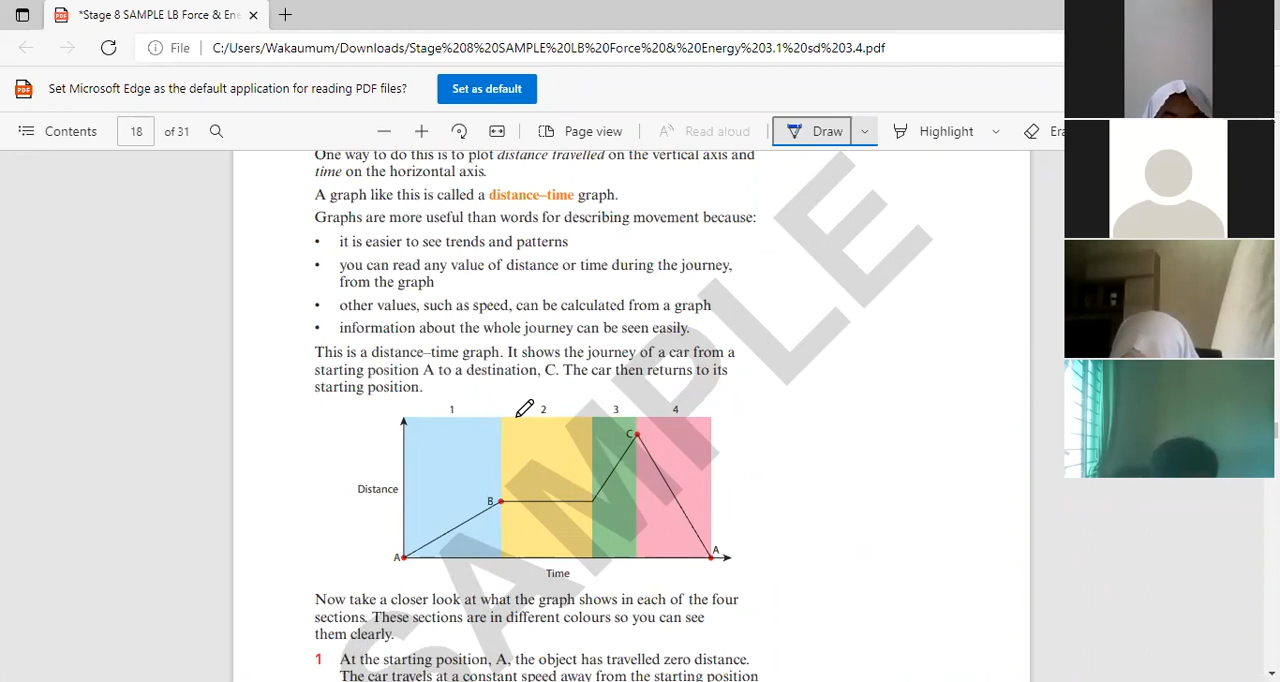 *Stage 8 SAMPLE LB Force & Ene
File
C:/Users/Wakaumum/Downloads/Stage%208%20SAMPLE%20LB%20Force%20&%20Energy%203.1%20sd%203.4.pdf
Set Microsoft Edge as the default application for reading PDF files?
Set as default
Contents
18
of 31
Page view
Read aloud
Draw
Highlight
Era
One way to do this is to plot distance travelled on the vertical axis and
time on the horizontal axis.
A graph like this is called a distance–time graph.
Graphs are more useful than words for describing movement because:
• it is easier to see trends and patterns
• you can read any value of distance or time during the journey,
from the graph
• other values, such as speed, can be calculated from a graph
• information about the whole journey can be seen easily.
This is a distance–time graph. It shows the journey of a car from a
starting position A to a destination, C. The car then returns to its
starting position.
1 2 3 4
C
Distance
B
A
A
Time
Now take a closer look at what the graph shows in each of the four
sections. These sections are in different colours so you can see
them clearly.
1 At the starting position, A, the object has travelled zero distance.
The car travels at a constant speed away from the starting position
SAMPLE